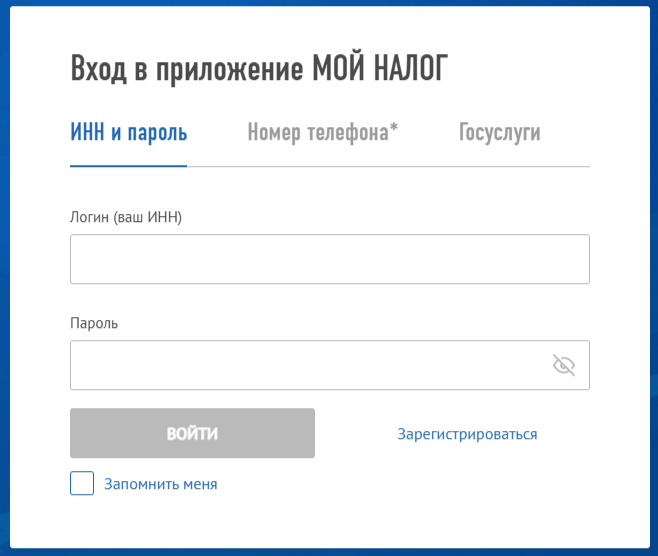 Вход в приложение МОЙ НАЛОГ
ИНН и пароль Номер телефона* Госуслуги
Логин (ваш ИНН)
Пароль
ВОЙТИ Зарегистрироваться
Запомнить меня